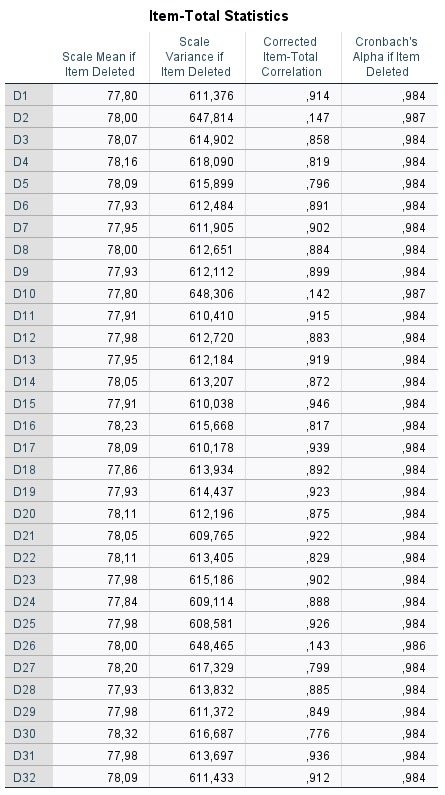 Item-Total Statistics
Scale Mean if Item Deleted Scale Variance if Item Deleted Corrected Item-Total Correlation Cronbach's Alpha if Item Deleted
D1 77,80 611,376 ,914 ,984
D2 78,00 647,814 ,147 ,987
D3 78,07 614,902 ,858 ,984
D4 78,16 618,090 ,819 ,984
D5 78,09 615,899 ,796 ,984
D6 77,93 612,484 ,891 ,984
D7 77,95 611,905 ,902 ,984
D8 78,00 612,651 ,884 ,984
D9 77,93 612,112 ,899 ,984
D10 77,80 648,306 ,142 ,987
D11 77,91 610,410 ,915 ,984
D12 77,98 612,720 ,883 ,984
D13 77,95 612,184 ,919 ,984
D14 78,05 613,207 ,872 ,984
D15 77,91 610,038 ,946 ,984
D16 78,23 615,668 ,817 ,984
D17 78,09 610,178 ,939 ,984
D18 77,86 613,934 ,892 ,984
D19 77,93 614,437 ,923 ,984
D20 78,11 612,196 ,875 ,984
D21 78,05 609,765 ,922 ,984
D22 78,11 613,405 ,829 ,984
D23 77,98 615,186 ,902 ,984
D24 77,84 609,114 ,888 ,984
D25 77,98 608,581 ,926 ,984
D26 78,00 648,465 ,143 ,986
D27 78,20 617,329 ,799 ,984
D28 77,93 613,832 ,885 ,984
D29 77,98 611,372 ,849 ,984
D30 78,32 616,687 ,776 ,984
D31 77,98 613,697 ,936 ,984
D32 78,09 611,433 ,912 ,984